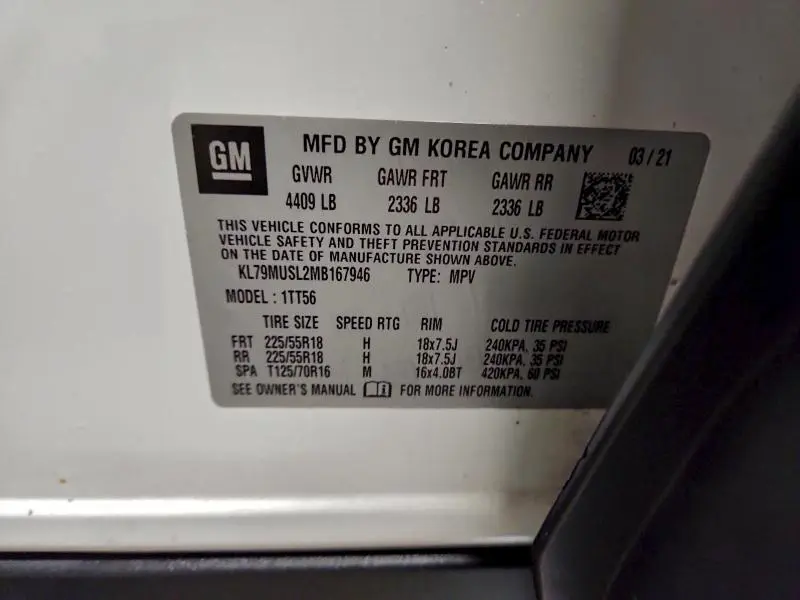 GM MFD BY GM KOREA COMPANY 03/21
GVWR GAWR FRT GAWR RR
4409 LB 2336 LB 2336 LB
THIS VEHICLE CONFORMS TO ALL APPLICABLE U.S. FEDERAL MOTOR
VEHICLE SAFETY AND THEFT PREVENTION STANDARDS IN EFFECT
ON THE DATE OF MANUFACTURE SHOWN ABOVE.
KL79MUSL2MB167946 TYPE: MPV
MODEL : 1TT56
TIRE SIZE SPEED RTG RIM COLD TIRE PRESSURE
FRT 225/55R18 H 18x7.5J 240KPA, 35 PSI
RR 225/55R18 H 18x7.5J 240KPA, 35 PSI
SPA T125/70R16 M 16x4.0BT 420KPA, 60 PSI
SEE OWNER'S MANUAL i FOR MORE INFORMATION.